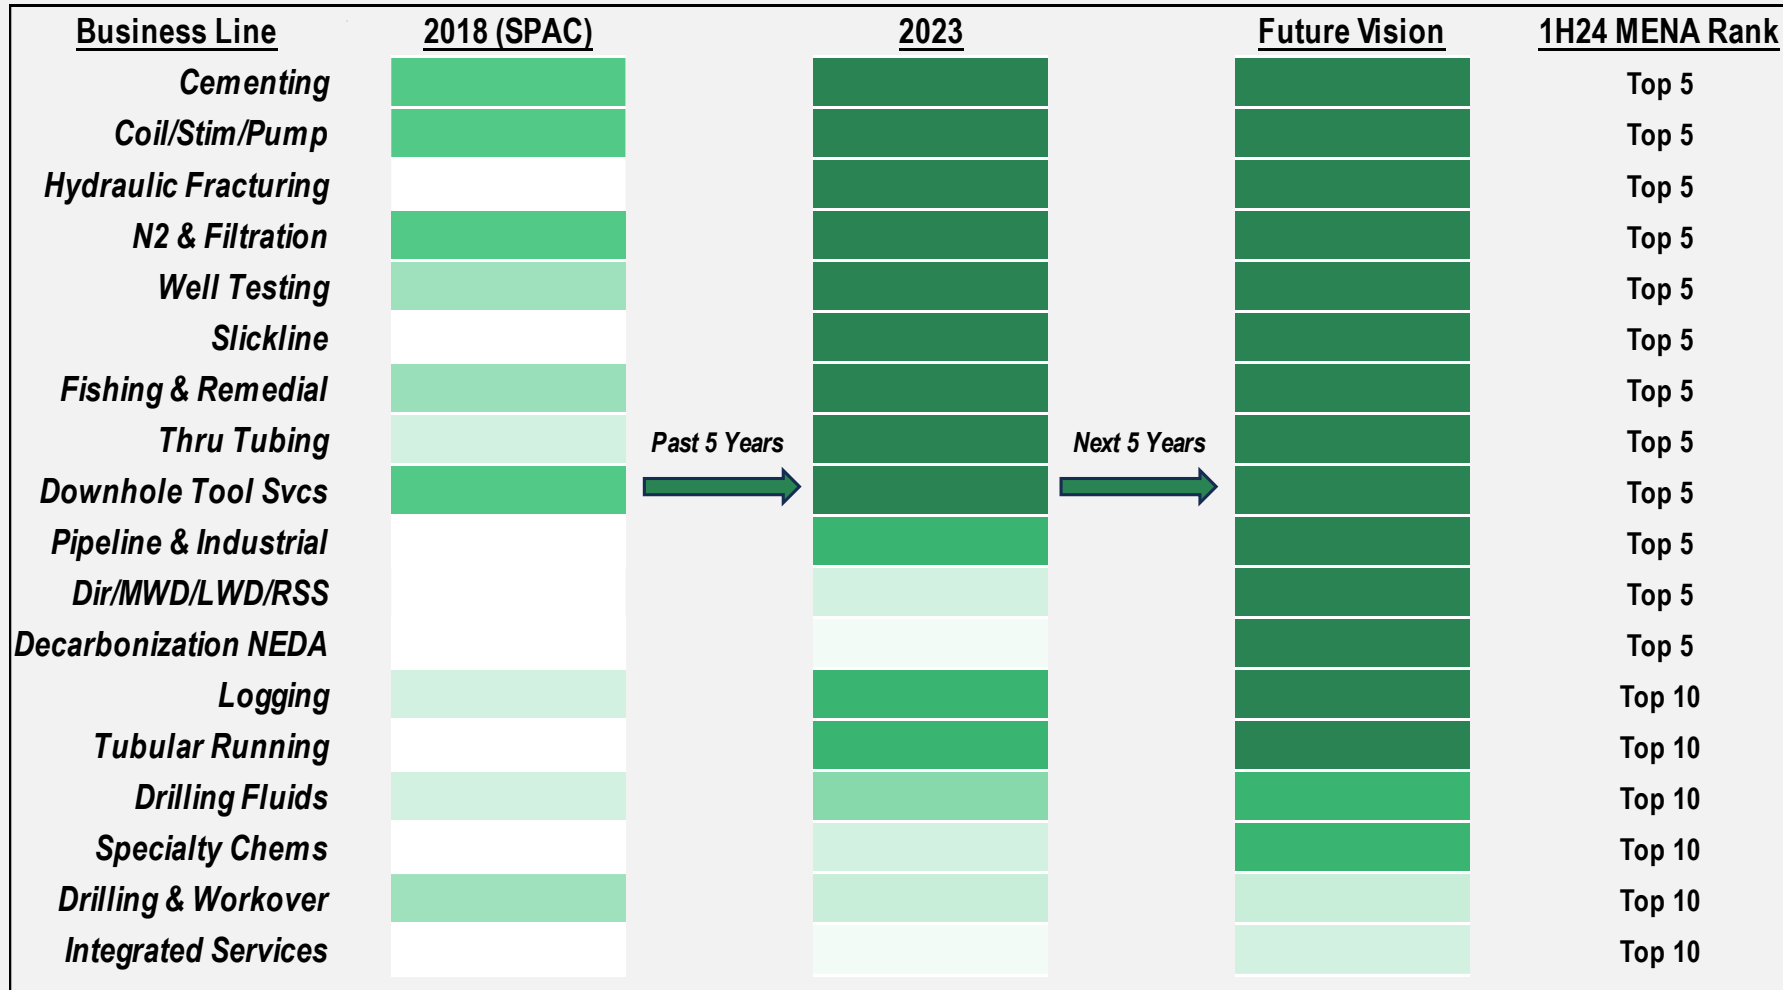 Business Line 2018 (SPAC) 2023 Future Vision 1H24 MENA Rank
Cementing Top 5
Coil/Stim/Pump Top 5
Hydraulic Fracturing Top 5
N2 & Filtration Top 5
Well Testing Top 5
Slickline Top 5
Fishing & Remedial Top 5
Thru Tubing Past 5 Years Next 5 Years Top 5
Downhole Tool Svcs Top 5
Pipeline & Industrial Top 5
Dir/MWD/LWD/RSS Top 5
Decarbonization NEDA Top 5
Logging Top 10
Tubular Running Top 10
Drilling Fluids Top 10
Specialty Chems Top 10
Drilling & Workover Top 10
Integrated Services Top 10